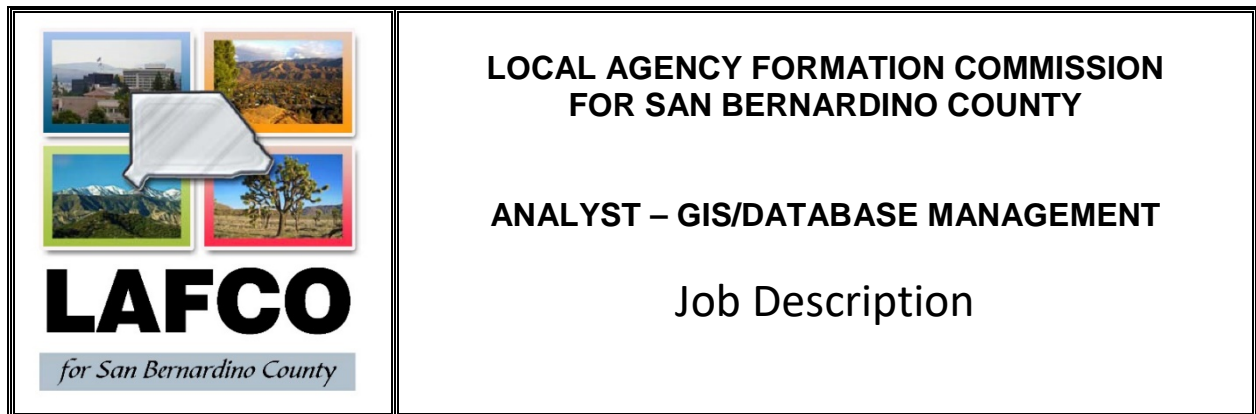 LAFCO
for San Bernardino County
LOCAL AGENCY FORMATION COMMISSION
FOR SAN BERNARDINO COUNTY
ANALYST – GIS/DATABASE MANAGEMENT
Job Description